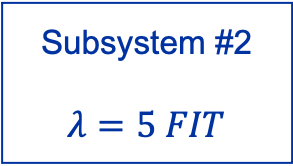 Subsystem #2
λ = 5 FIT